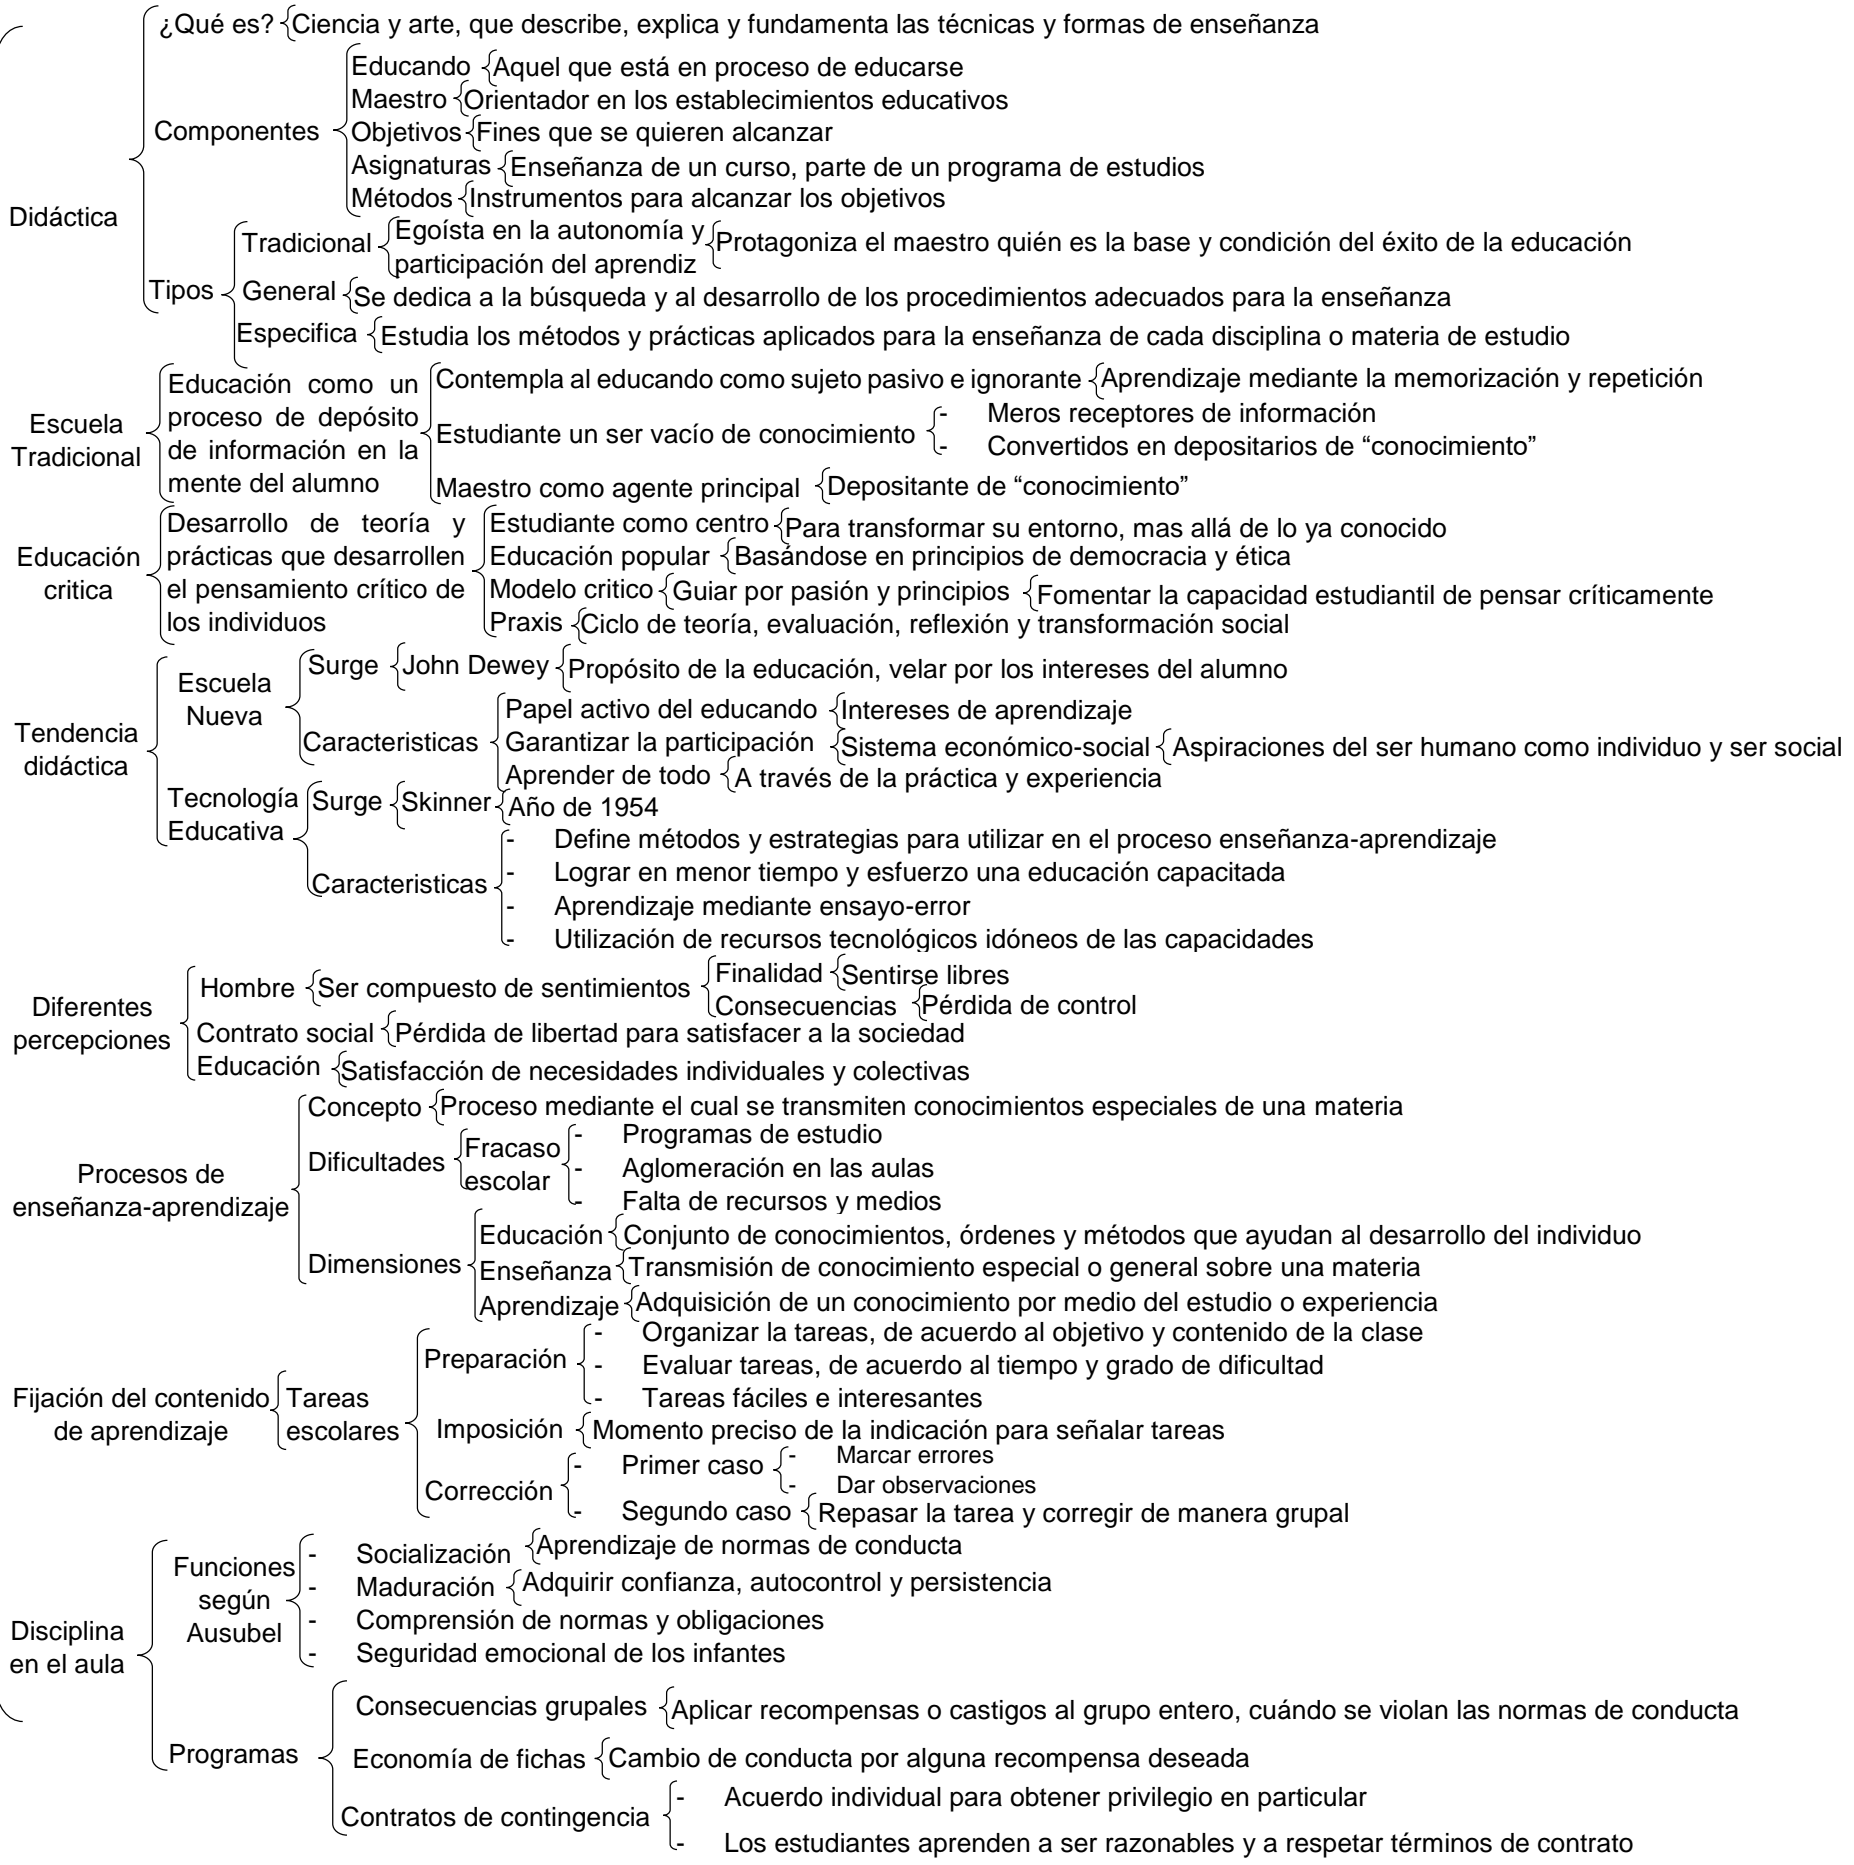 ¿Qué es? Ciencia y arte, que describe, explica y fundamenta las técnicas y formas de enseñanza
Educando Aquel que está en proceso de educarse
Maestro Orientador en los establecimientos educativos
Componentes Objetivos Fines que se quieren alcanzar
Asignaturas Enseñanza de un curso, parte de un programa de estudios
Métodos Instrumentos para alcanzar los objetivos
Didáctica
Tradicional Egoísta en la autonomía y
participación del aprendiz
Protagoniza el maestro quién es la base y condición del éxito de la educación
Tipos General Se dedica a la búsqueda y al desarrollo de los procedimientos adecuados para la enseñanza
Especifica Estudia los métodos y prácticas aplicados para la enseñanza de cada disciplina o materia de estudio
Escuela
Tradicional
Educación como un
proceso de depósito
de información en la
mente del alumno
Contempla al educando como sujeto pasivo e ignorante Aprendizaje mediante la memorización y repetición
Estudiante un ser vacío de conocimiento
- Meros receptores de información
- Convertidos en depositarios de “conocimiento”
Maestro como agente principal Depositante de “conocimiento”
Educación
critica
Desarrollo de teoría y
prácticas que desarrollen
el pensamiento crítico de
los individuos
Estudiante como centro Para transformar su entorno, mas allá de lo ya conocido
Educación popular Basándose en principios de democracia y ética
Modelo critico Guiar por pasión y principios Fomentar la capacidad estudiantil de pensar críticamente
Praxis Ciclo de teoría, evaluación, reflexión y transformación social
Tendencia
didáctica
Escuela
Nueva
Surge John Dewey Propósito de la educación, velar por los intereses del alumno
Caracteristicas
Papel activo del educando Intereses de aprendizaje
Garantizar la participación Sistema económico-social Aspiraciones del ser humano como individuo y ser social
Aprender de todo A través de la práctica y experiencia
Tecnología
Educativa
Surge Skinner Año de 1954
Caracteristicas
- Define métodos y estrategias para utilizar en el proceso enseñanza-aprendizaje
- Lograr en menor tiempo y esfuerzo una educación capacitada
- Aprendizaje mediante ensayo-error
- Utilización de recursos tecnológicos idóneos de las capacidades
Diferentes
percepciones
Hombre Ser compuesto de sentimientos
Finalidad Sentirse libres
Consecuencias Pérdida de control
Contrato social Pérdida de libertad para satisfacer a la sociedad
Educación Satisfacción de necesidades individuales y colectivas
Procesos de
enseñanza-aprendizaje
Concepto Proceso mediante el cual se transmiten conocimientos especiales de una materia
Dificultades
Fracaso
escolar
- Programas de estudio
- Aglomeración en las aulas
- Falta de recursos y medios
Dimensiones
Educación Conjunto de conocimientos, órdenes y métodos que ayudan al desarrollo del individuo
Enseñanza Transmisión de conocimiento especial o general sobre una materia
Aprendizaje Adquisición de un conocimiento por medio del estudio o experiencia
Fijación del contenido
de aprendizaje
Tareas
escolares
Preparación
- Organizar la tareas, de acuerdo al objetivo y contenido de la clase
- Evaluar tareas, de acuerdo al tiempo y grado de dificultad
- Tareas fáciles e interesantes
Imposición Momento preciso de la indicación para señalar tareas
Corrección
- Primer caso
- Marcar errores
- Dar observaciones
- Segundo caso Repasar la tarea y corregir de manera grupal
Disciplina
en el aula
Funciones
según
Ausubel
- Socialización Aprendizaje de normas de conducta
- Maduración Adquirir confianza, autocontrol y persistencia
- Comprensión de normas y obligaciones
- Seguridad emocional de los infantes
Programas
Consecuencias grupales Aplicar recompensas o castigos al grupo entero, cuándo se violan las normas de conducta
Economía de fichas Cambio de conducta por alguna recompensa deseada
Contratos de contingencia
- Acuerdo individual para obtener privilegio en particular
- Los estudiantes aprenden a ser razonables y a respetar términos de contrato